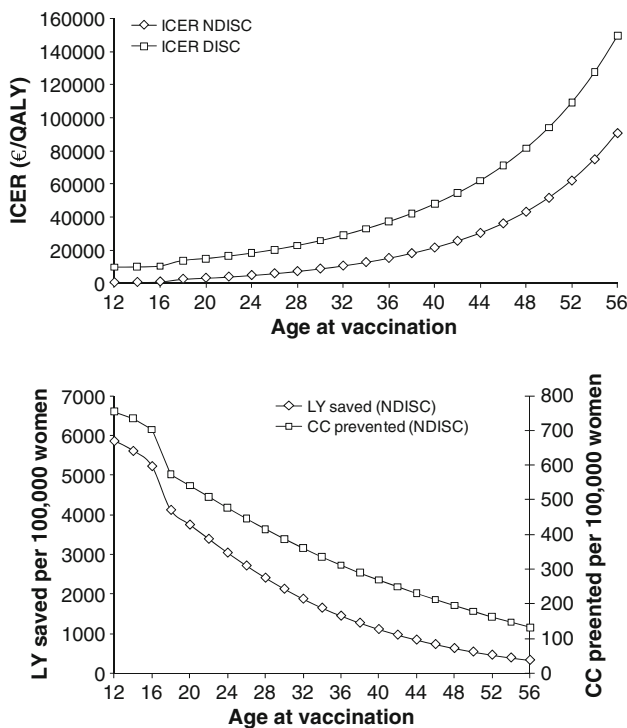 ICER (€/QALY)
160000
140000
120000
100000
80000
60000
40000
20000
0
ICER NDISC
ICER DISC
12 16 20 24 28 32 36 40 44 48 52 56
Age at vaccination
LY saved per 100,000 women
7000
6000
5000
4000
3000
2000
1000
0
LY saved (NDISC)
CC prevented (NDISC)
800
700
600
500
400
300
200
100
0
CC preented per 100,000 women
12 16 20 24 28 32 36 40 44 48 52 56
Age at vaccination